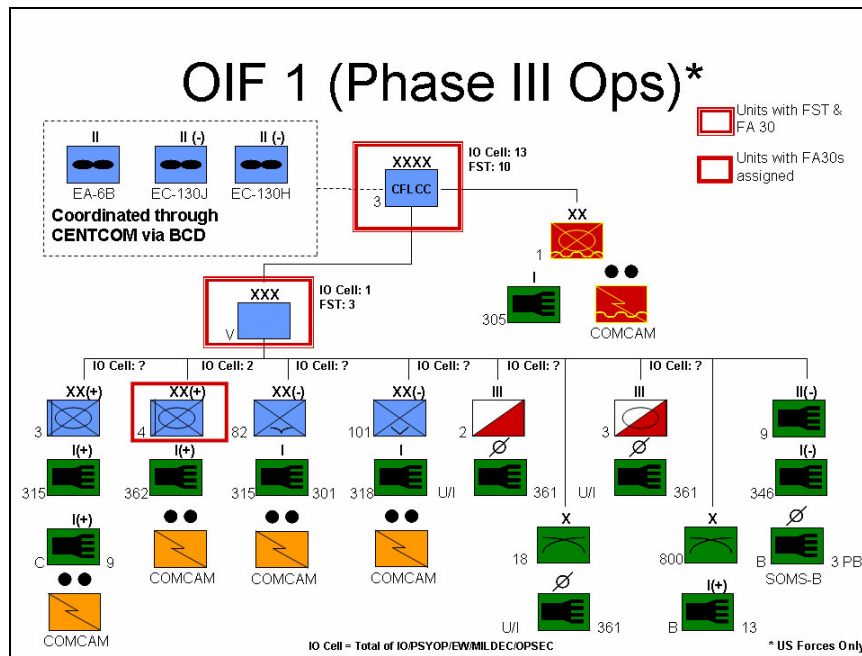 OIF 1 (Phase III Ops)*
Units with FST &
FA 30
Units with FA30s
assigned
II
II (-)
II (-)
EA-6B
EC-130J
EC-130H
Coordinated through
CENTCOM via BCD
XXXX
CFLCC
3
IO Cell: 13
FST: 10
XX
1
I
305
COMCAM
XXX
V
IO Cell: 1
FST: 3
IO Cell: ?
IO Cell: 2
IO Cell: ?
IO Cell: ?
IO Cell: ?
IO Cell: ?
XX(+)
XX(+)
XX(-)
XX(-)
III
III
II(-)
3
4
82
101
2
3
9
I(+)
I(+)
I
I
I(-)
315
362
315
301
318
U/I
361
U/I
361
346
I(+)
C
9
COMCAM
COMCAM
COMCAM
X
18
X
800
B
3 PB
SOMS-B
COMCAM
U/I
361
I(+)
B
13
IO Cell = Total of IO/PSYOP/EW/MILDEC/OPSEC
* US Forces Only